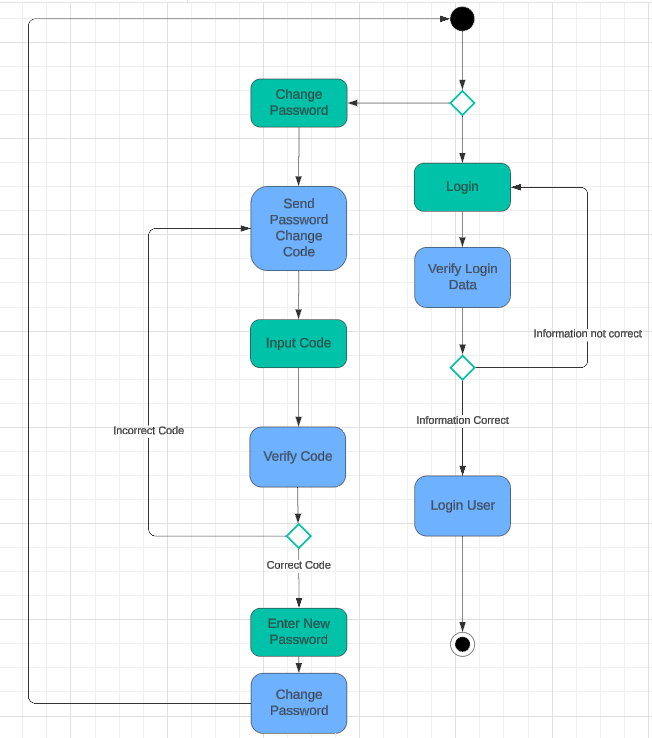 Change
Password
Send
Password
Change
Code
Input Code
Incorrect Code
Verify Code
Correct Code
Enter New
Password
Change
Password
Login
Verify Login
Data
Information not correct
Information Correct
Login User